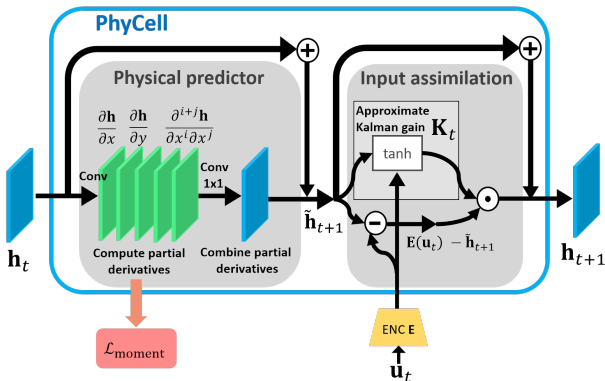 PhyCell
Physical predictor
Input assimilation
∂h/∂x ∂h/∂y ∂^{i+j}h/∂x^i∂x^j
Approximate
Kalman gain K_t
tanh
Conv
Conv
1x1
+
+
−
h_t
h̃_{t+1}
E(u_t) − h̃_{t+1}
h_{t+1}
Compute partial
derivatives
Combine partial
derivatives
ℒ_moment
ENC E
u_t